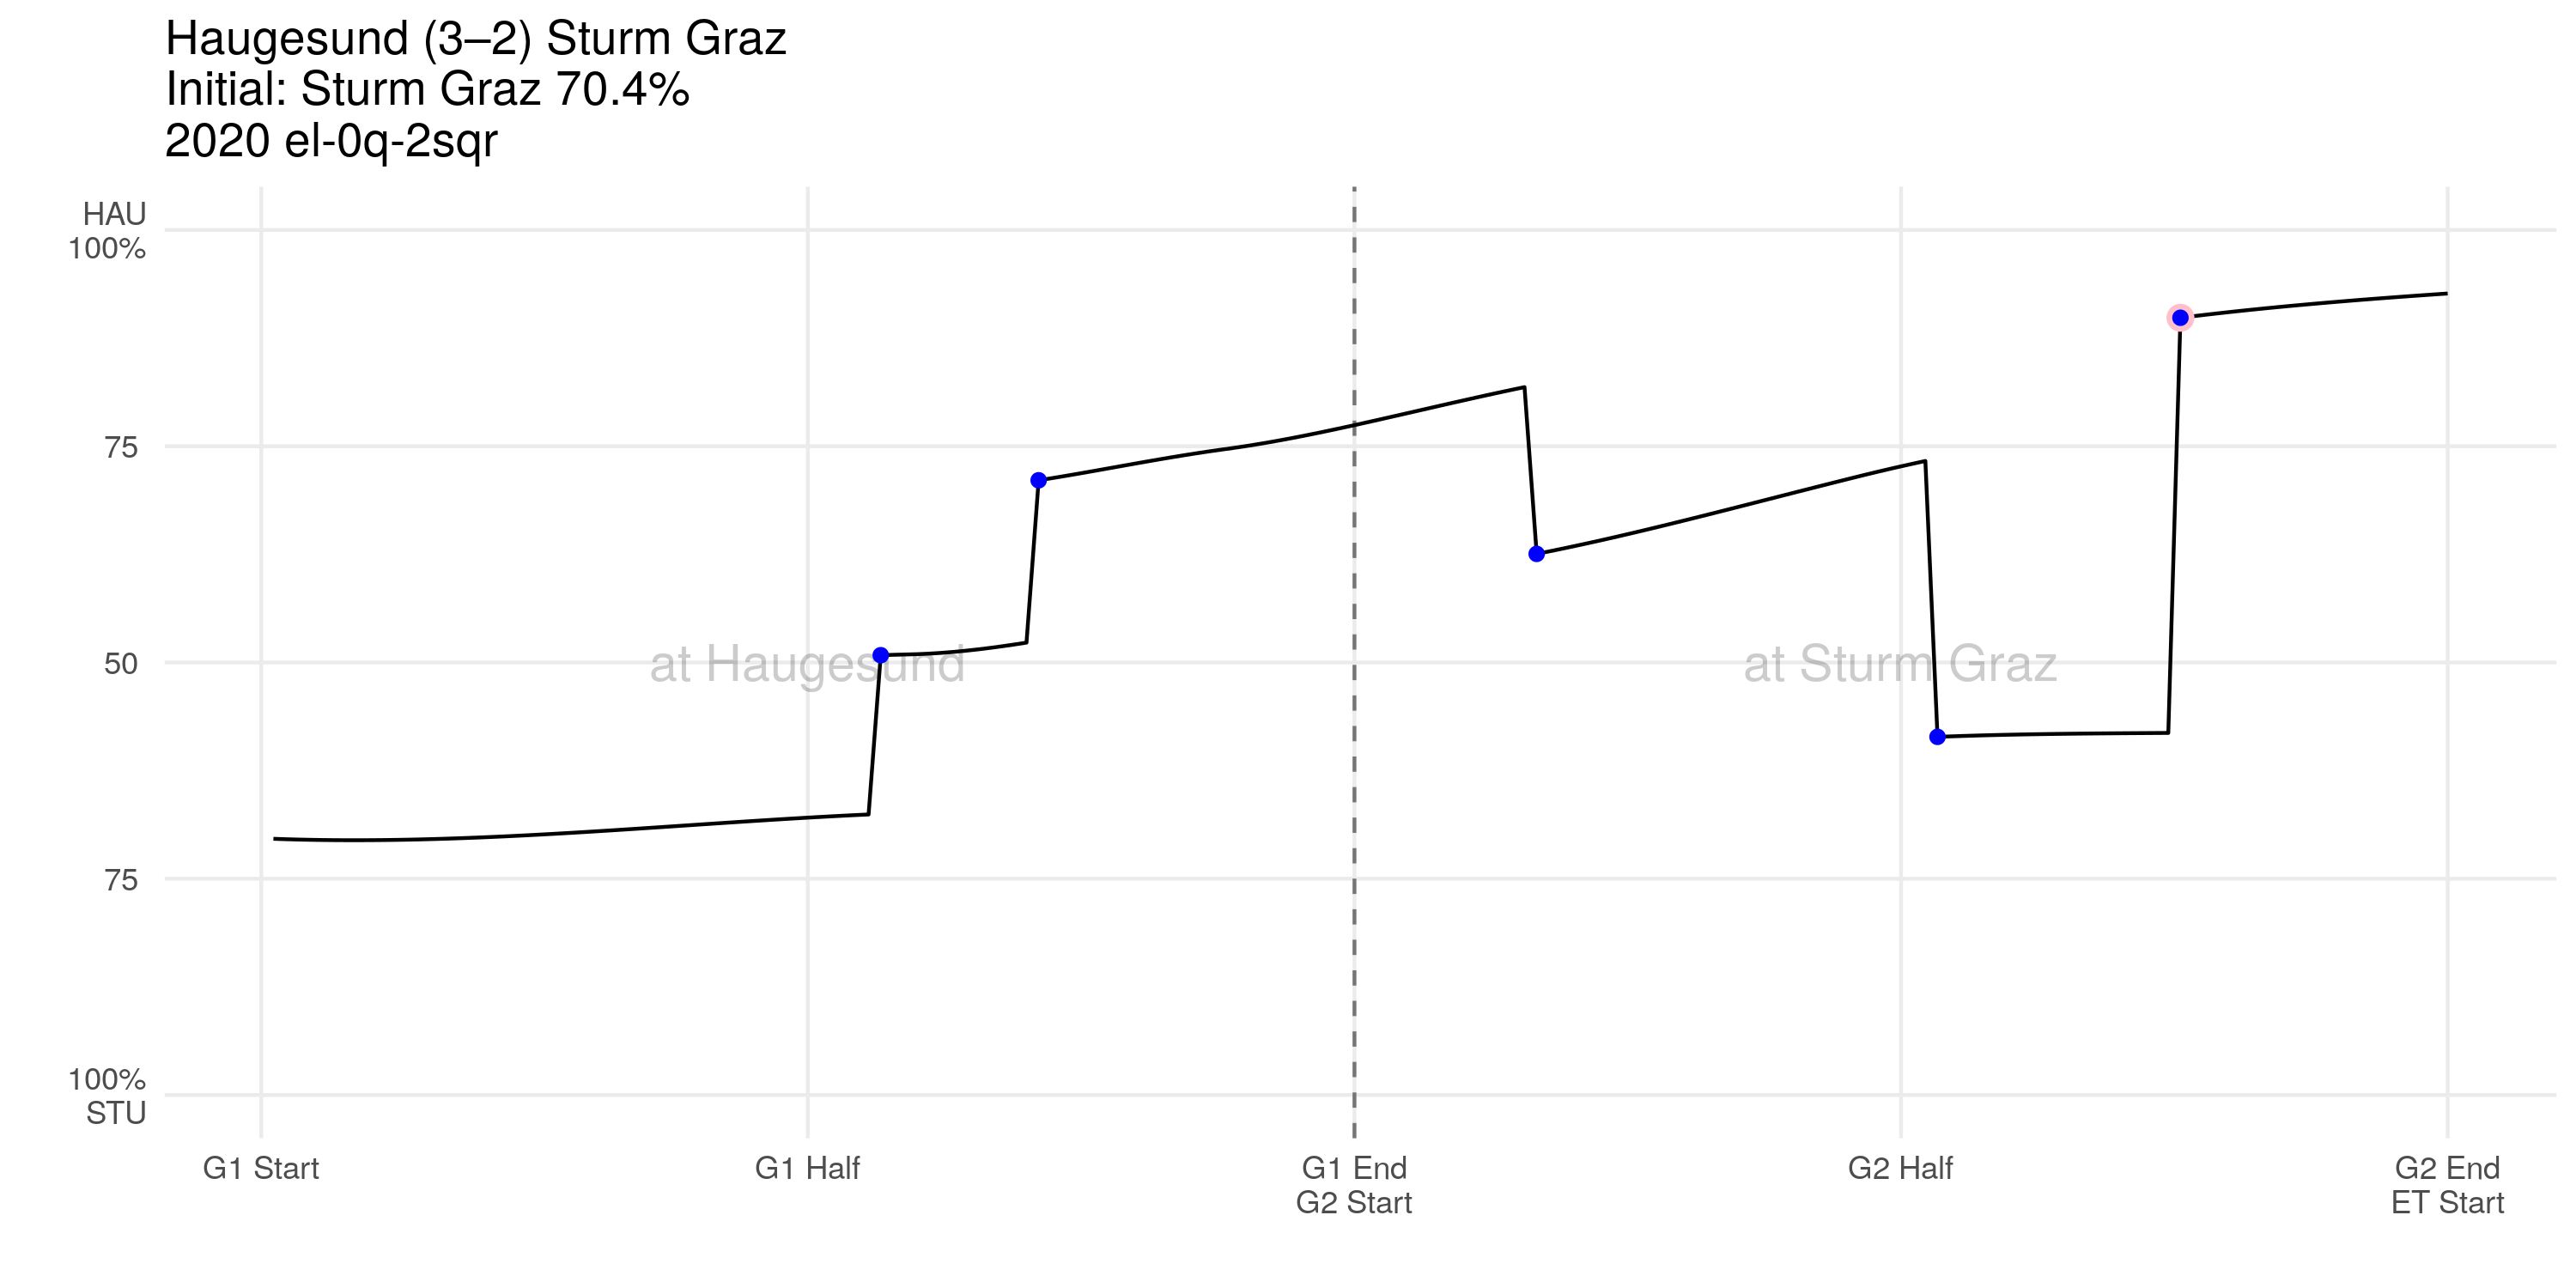 Haugesund (3–2) Sturm Graz
Initial: Sturm Graz 70.4%
2020 el-0q-2sqr
HAU
100%
75
50
75
100%
STU
at Haugesund
at Sturm Graz
G1 Start
G1 Half
G1 End
G2 Start
G2 Half
G2 End
ET Start